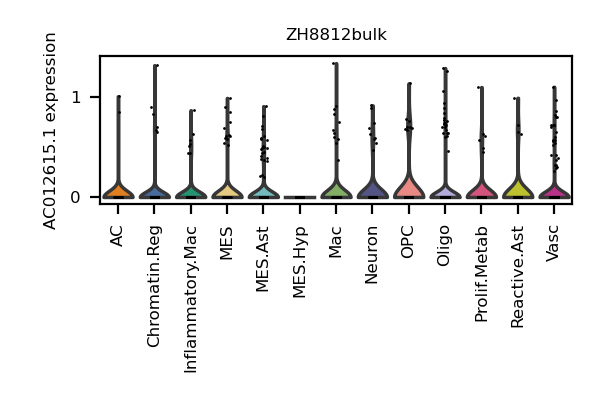 ZH8812bulk
AC012615.1 expression
1
0
AC
Chromatin.Reg
Inflammatory.Mac
MES
MES.Ast
MES.Hyp
Mac
Neuron
OPC
Oligo
Prolif.Metab
Reactive.Ast
Vasc